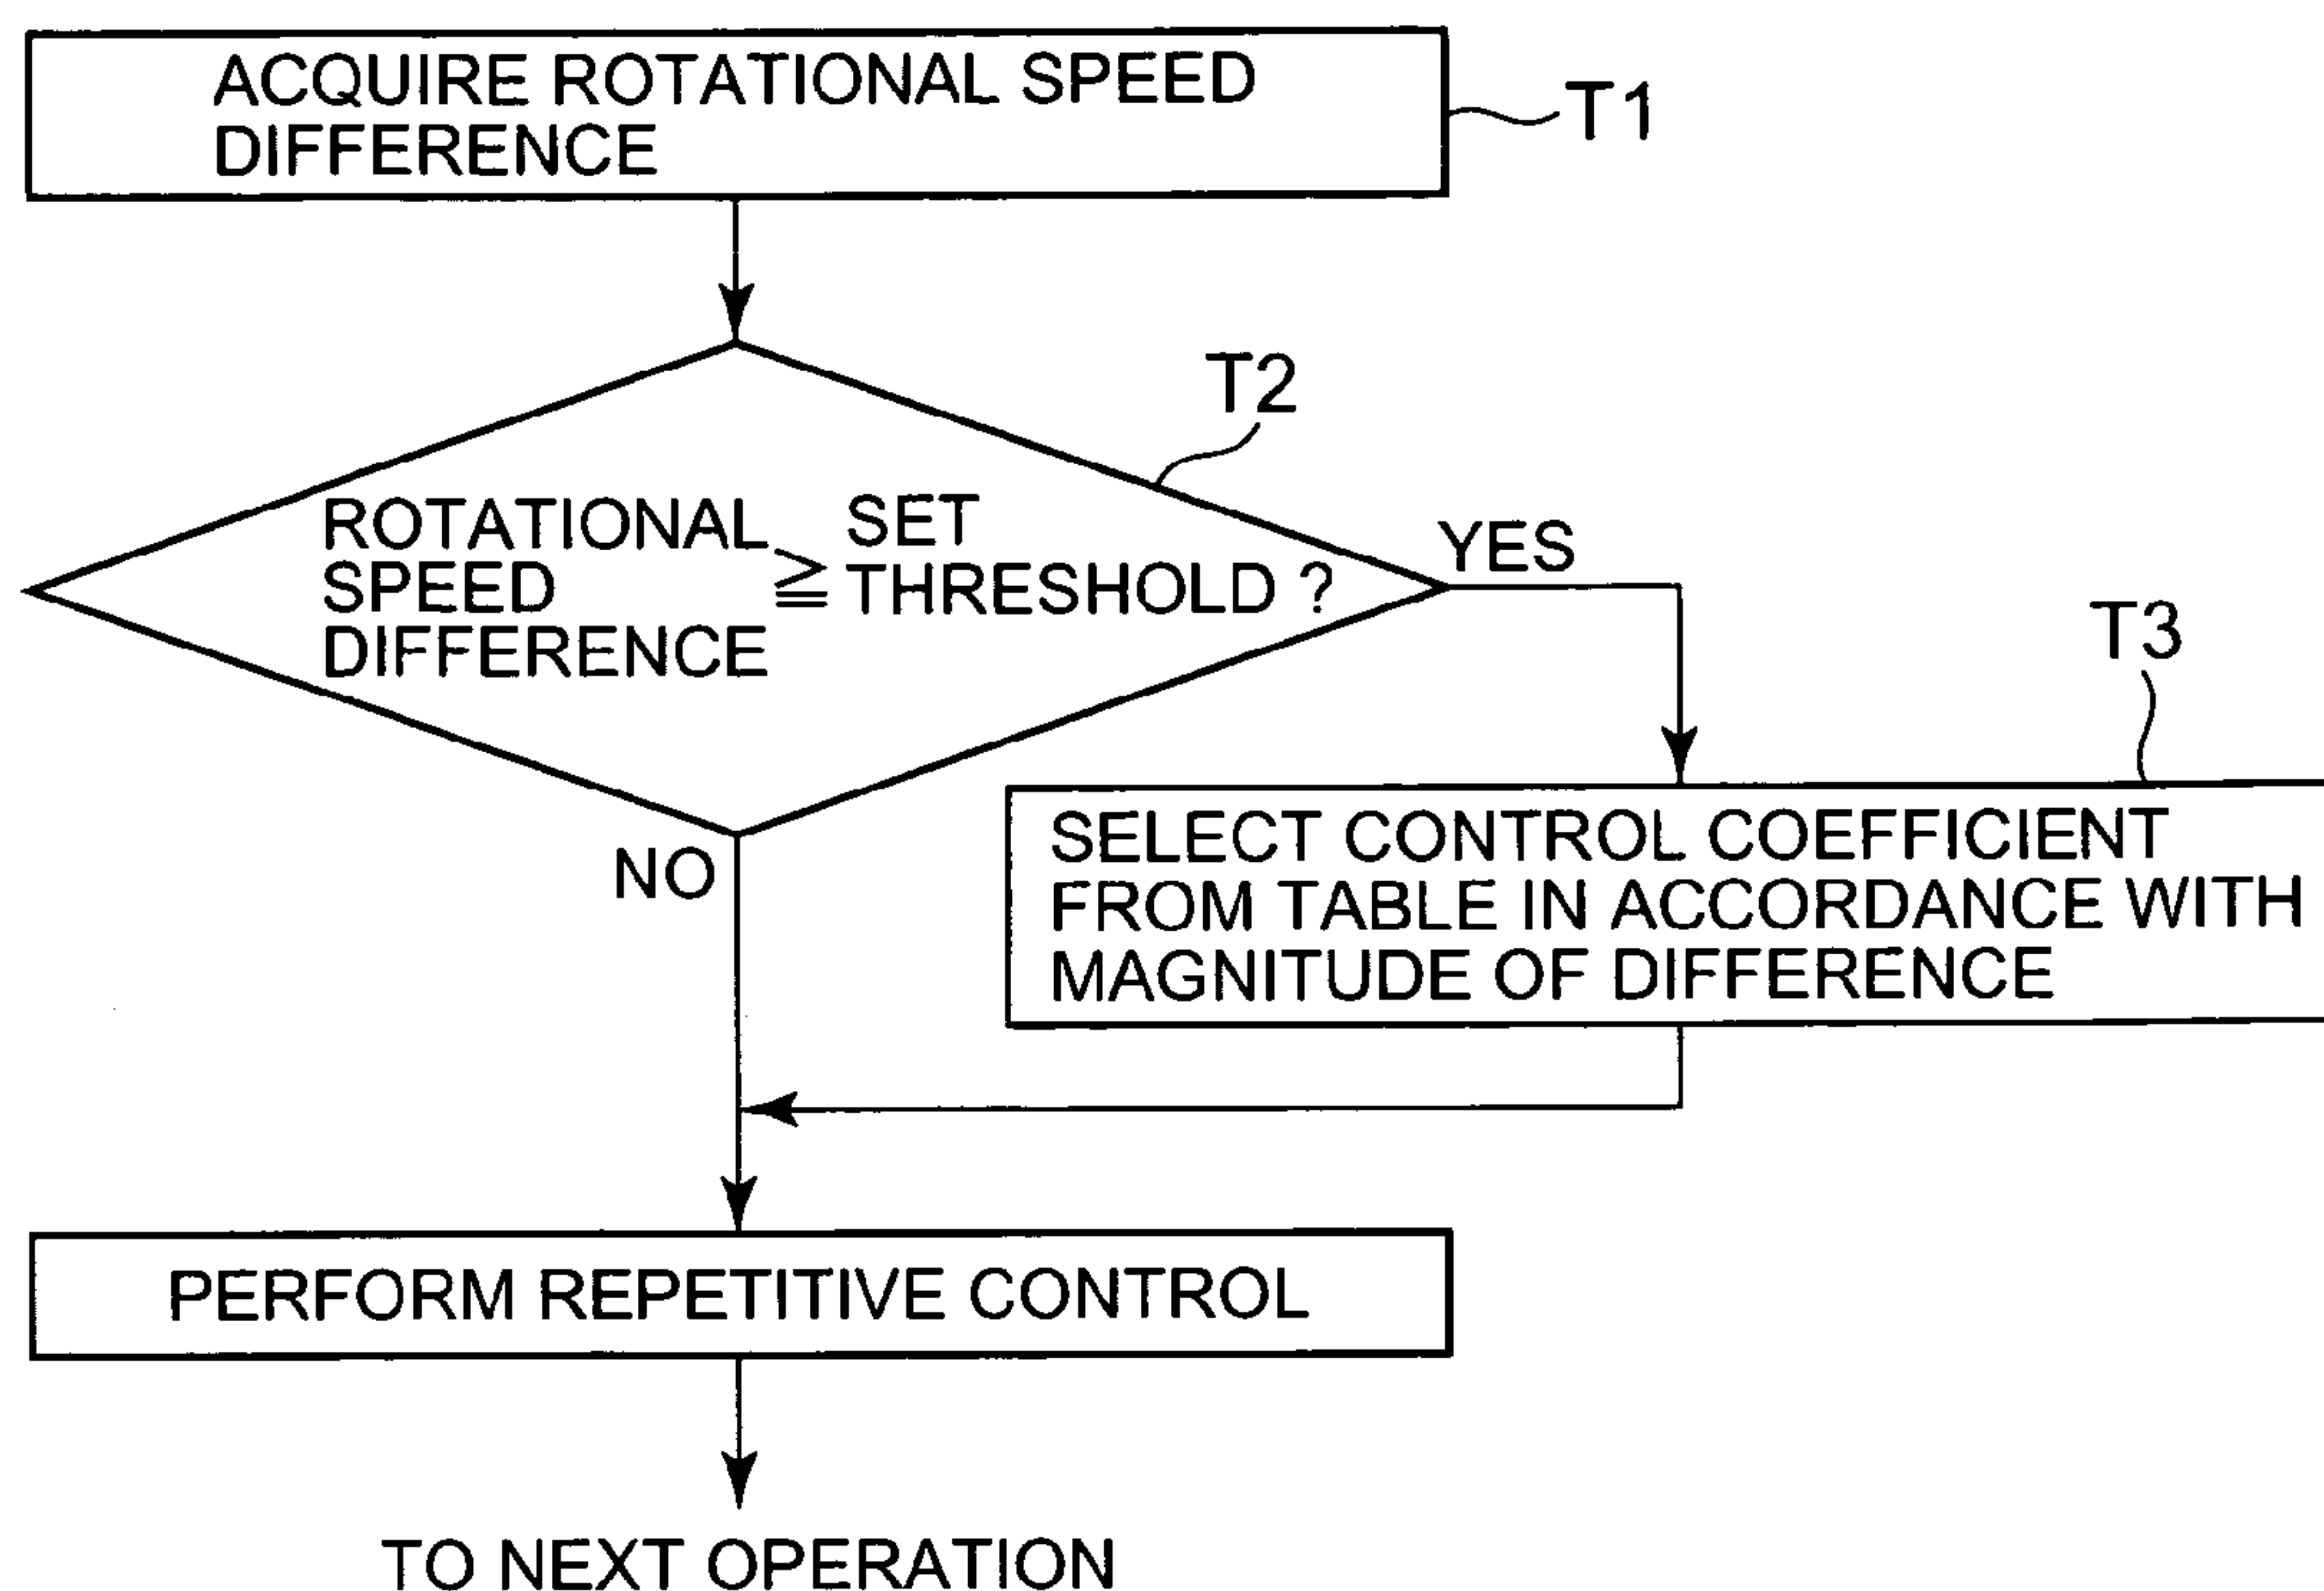 ACQUIRE ROTATIONAL SPEED
DIFFERENCE
T1
T2
ROTATIONAL
SPEED
DIFFERENCE
≧
SET
THRESHOLD ?
YES
NO
T3
SELECT CONTROL COEFFICIENT
FROM TABLE IN ACCORDANCE WITH
MAGNITUDE OF DIFFERENCE
PERFORM REPETITIVE CONTROL
TO NEXT OPERATION